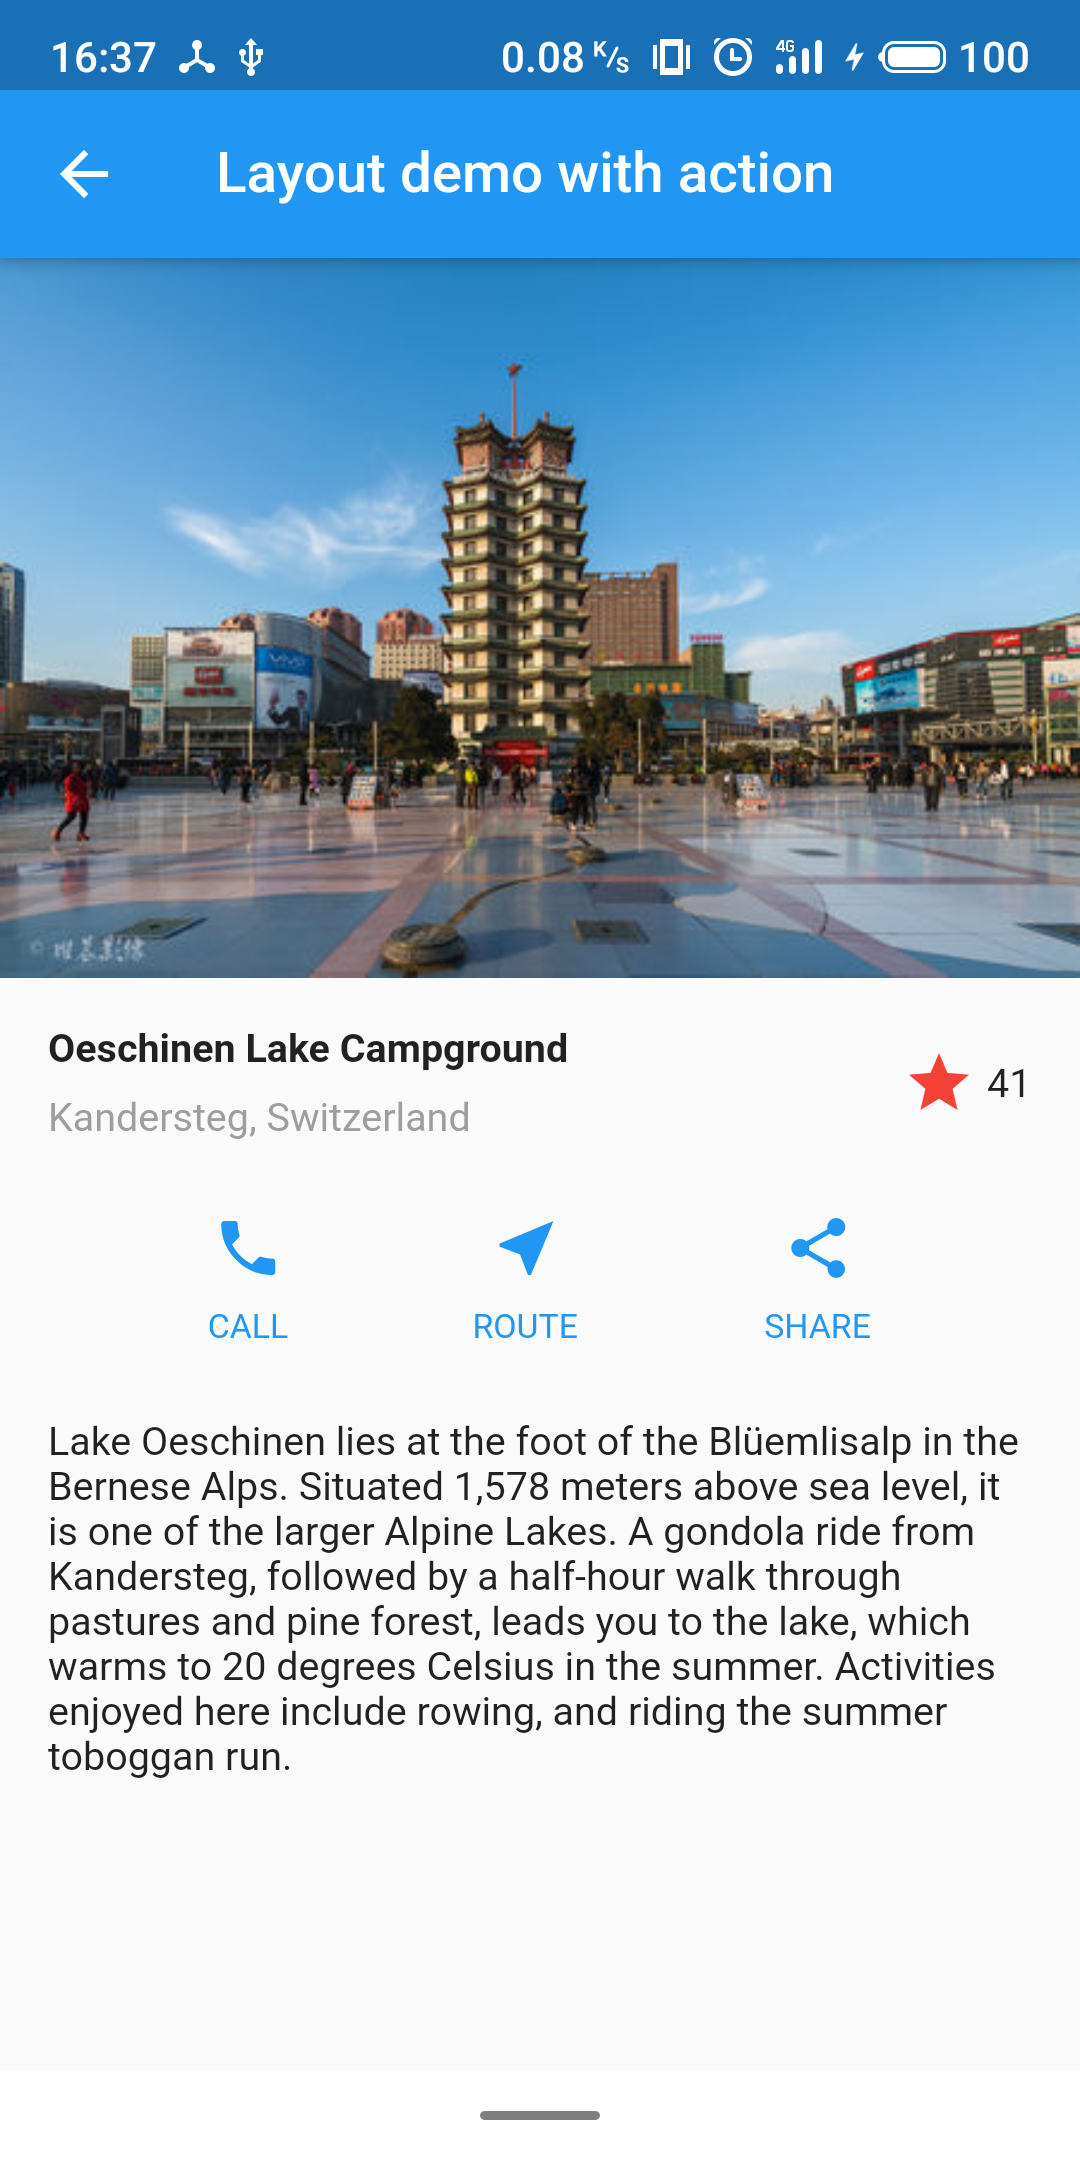 16:37
0.08 K/s
4G
100
Layout demo with action
vivo
Oeschinen Lake Campground
Kandersteg, Switzerland
41
CALL
ROUTE
SHARE
Lake Oeschinen lies at the foot of the Blüemlisalp in the
Bernese Alps. Situated 1,578 meters above sea level, it
is one of the larger Alpine Lakes. A gondola ride from
Kandersteg, followed by a half-hour walk through
pastures and pine forest, leads you to the lake, which
warms to 20 degrees Celsius in the summer. Activities
enjoyed here include rowing, and riding the summer
toboggan run.